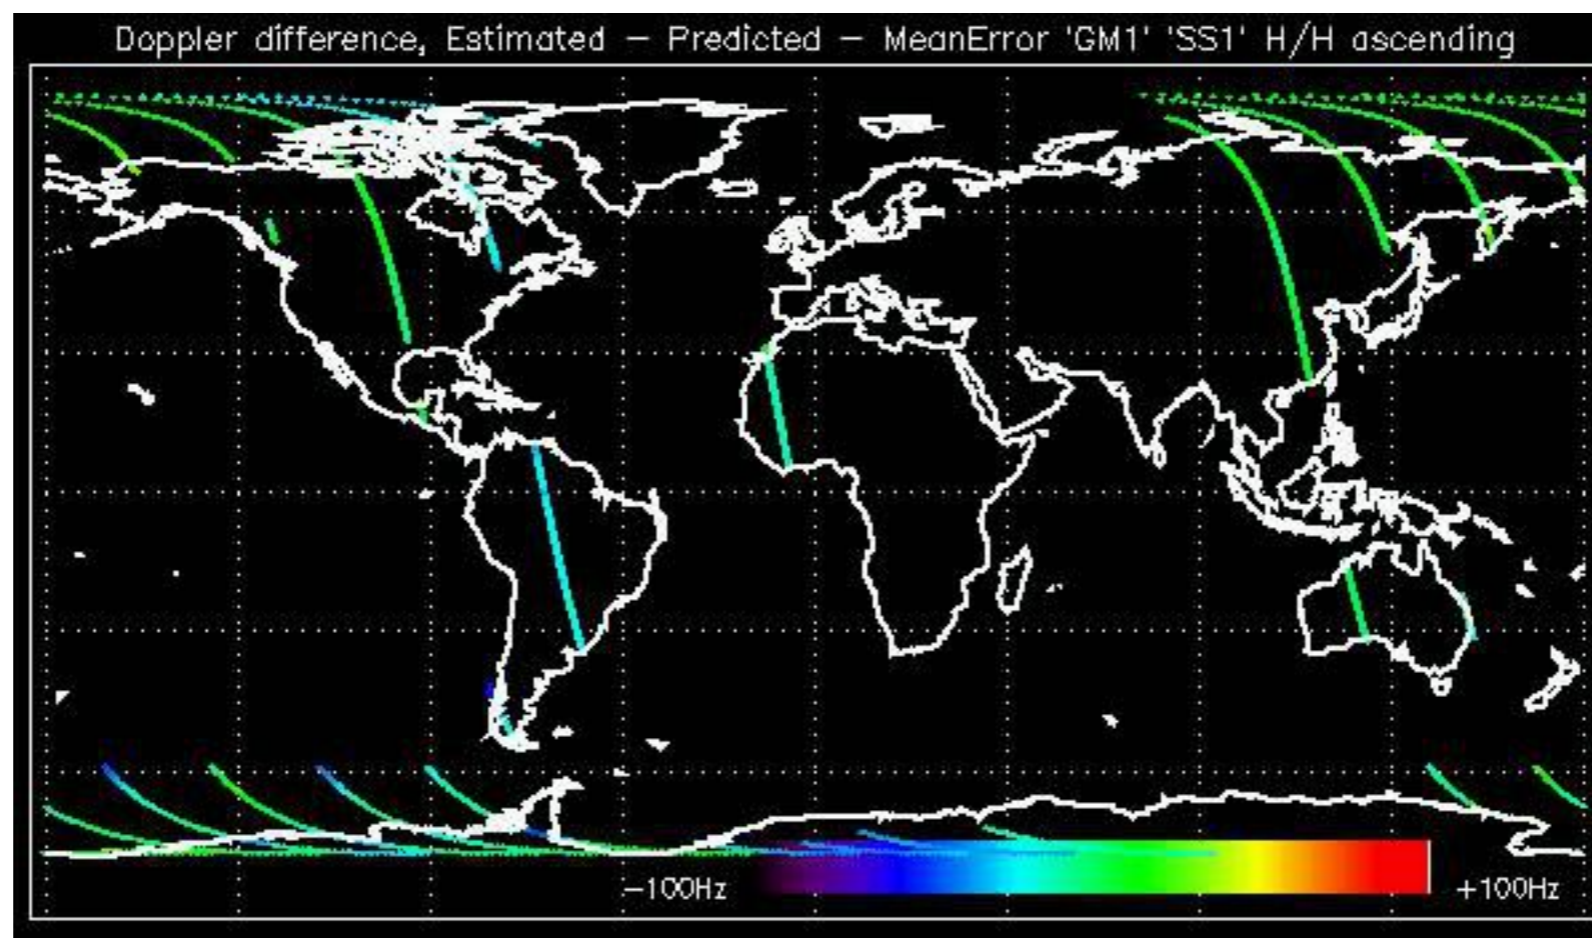 Doppler difference, Estimated – Predicted – MeanError 'GM1' 'SS1' H/H ascending
–100Hz +100Hz